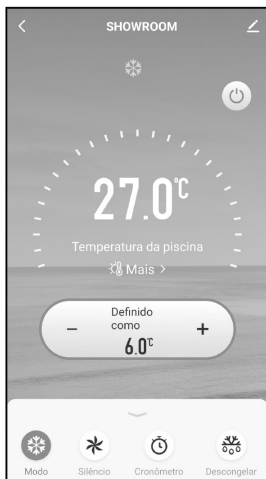 SHOWROOM
27.0°C
Temperatura da piscina
Mais >
Definido
como
− 6.0°C +
Modo Silêncio Cronômetro Descongelar